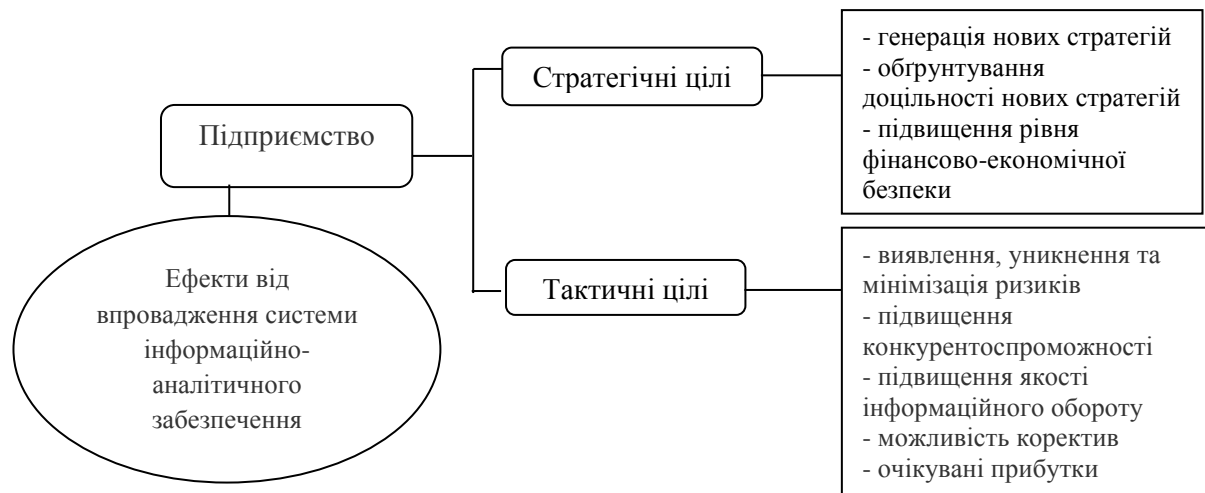 Підприємство
Ефекти від
впровадження системи
інформаційно-
аналітичного
забезпечення
Стратегічні цілі
- генерація нових стратегій
- обґрунтування
доцільності нових стратегій
- підвищення рівня
фінансово-економічної
безпеки
Тактичні цілі
- виявлення, уникнення та
мінімізація ризиків
- підвищення
конкурентоспроможності
- підвищення якості
інформаційного обороту
- можливість коректив
- очікувані прибутки